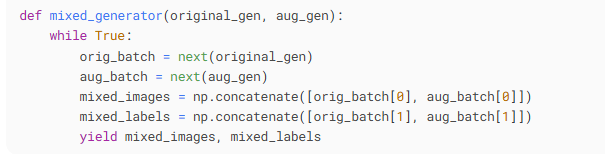 def mixed_generator(original_gen, aug_gen):
    while True:
        orig_batch = next(original_gen)
        aug_batch = next(aug_gen)
        mixed_images = np.concatenate([orig_batch[0], aug_batch[0]])
        mixed_labels = np.concatenate([orig_batch[1], aug_batch[1]])
        yield mixed_images, mixed_labels